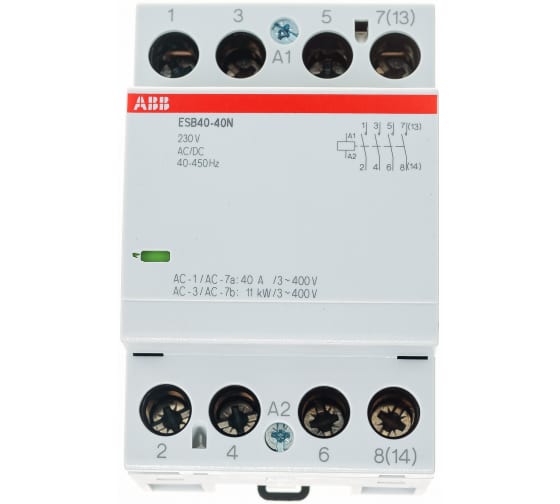 1 3 5 7(13)
A1
ABB
ESB40-40N
230V
AC/DC
40-450Hz
1 3 5 7(13)
A1
A2
2 4 6 8(14)
AC-1/AC-7a: 40 A /3~400V
AC-3/AC-7b: 11 kW/3~400V
A2
2 4 6 8(14)